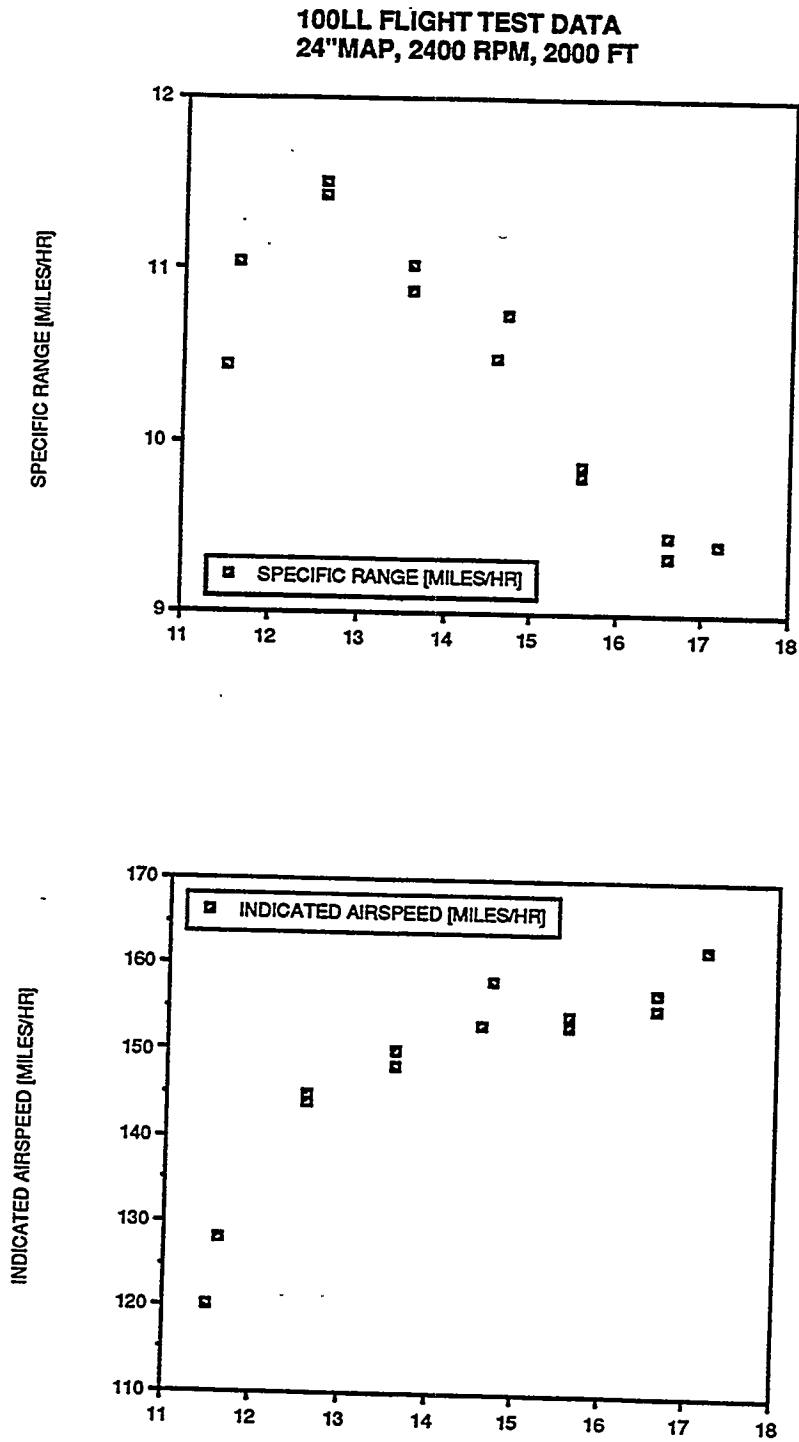 100LL FLIGHT TEST DATA
24"MAP, 2400 RPM, 2000 FT
12
11
10
9
SPECIFIC RANGE [MILES/HR]
SPECIFIC RANGE [MILES/HR]
11 12 13 14 15 16 17 18
170
160
150
140
130
120
110
INDICATED AIRSPEED [MILES/HR]
INDICATED AIRSPEED [MILES/HR]
11 12 13 14 15 16 17 18